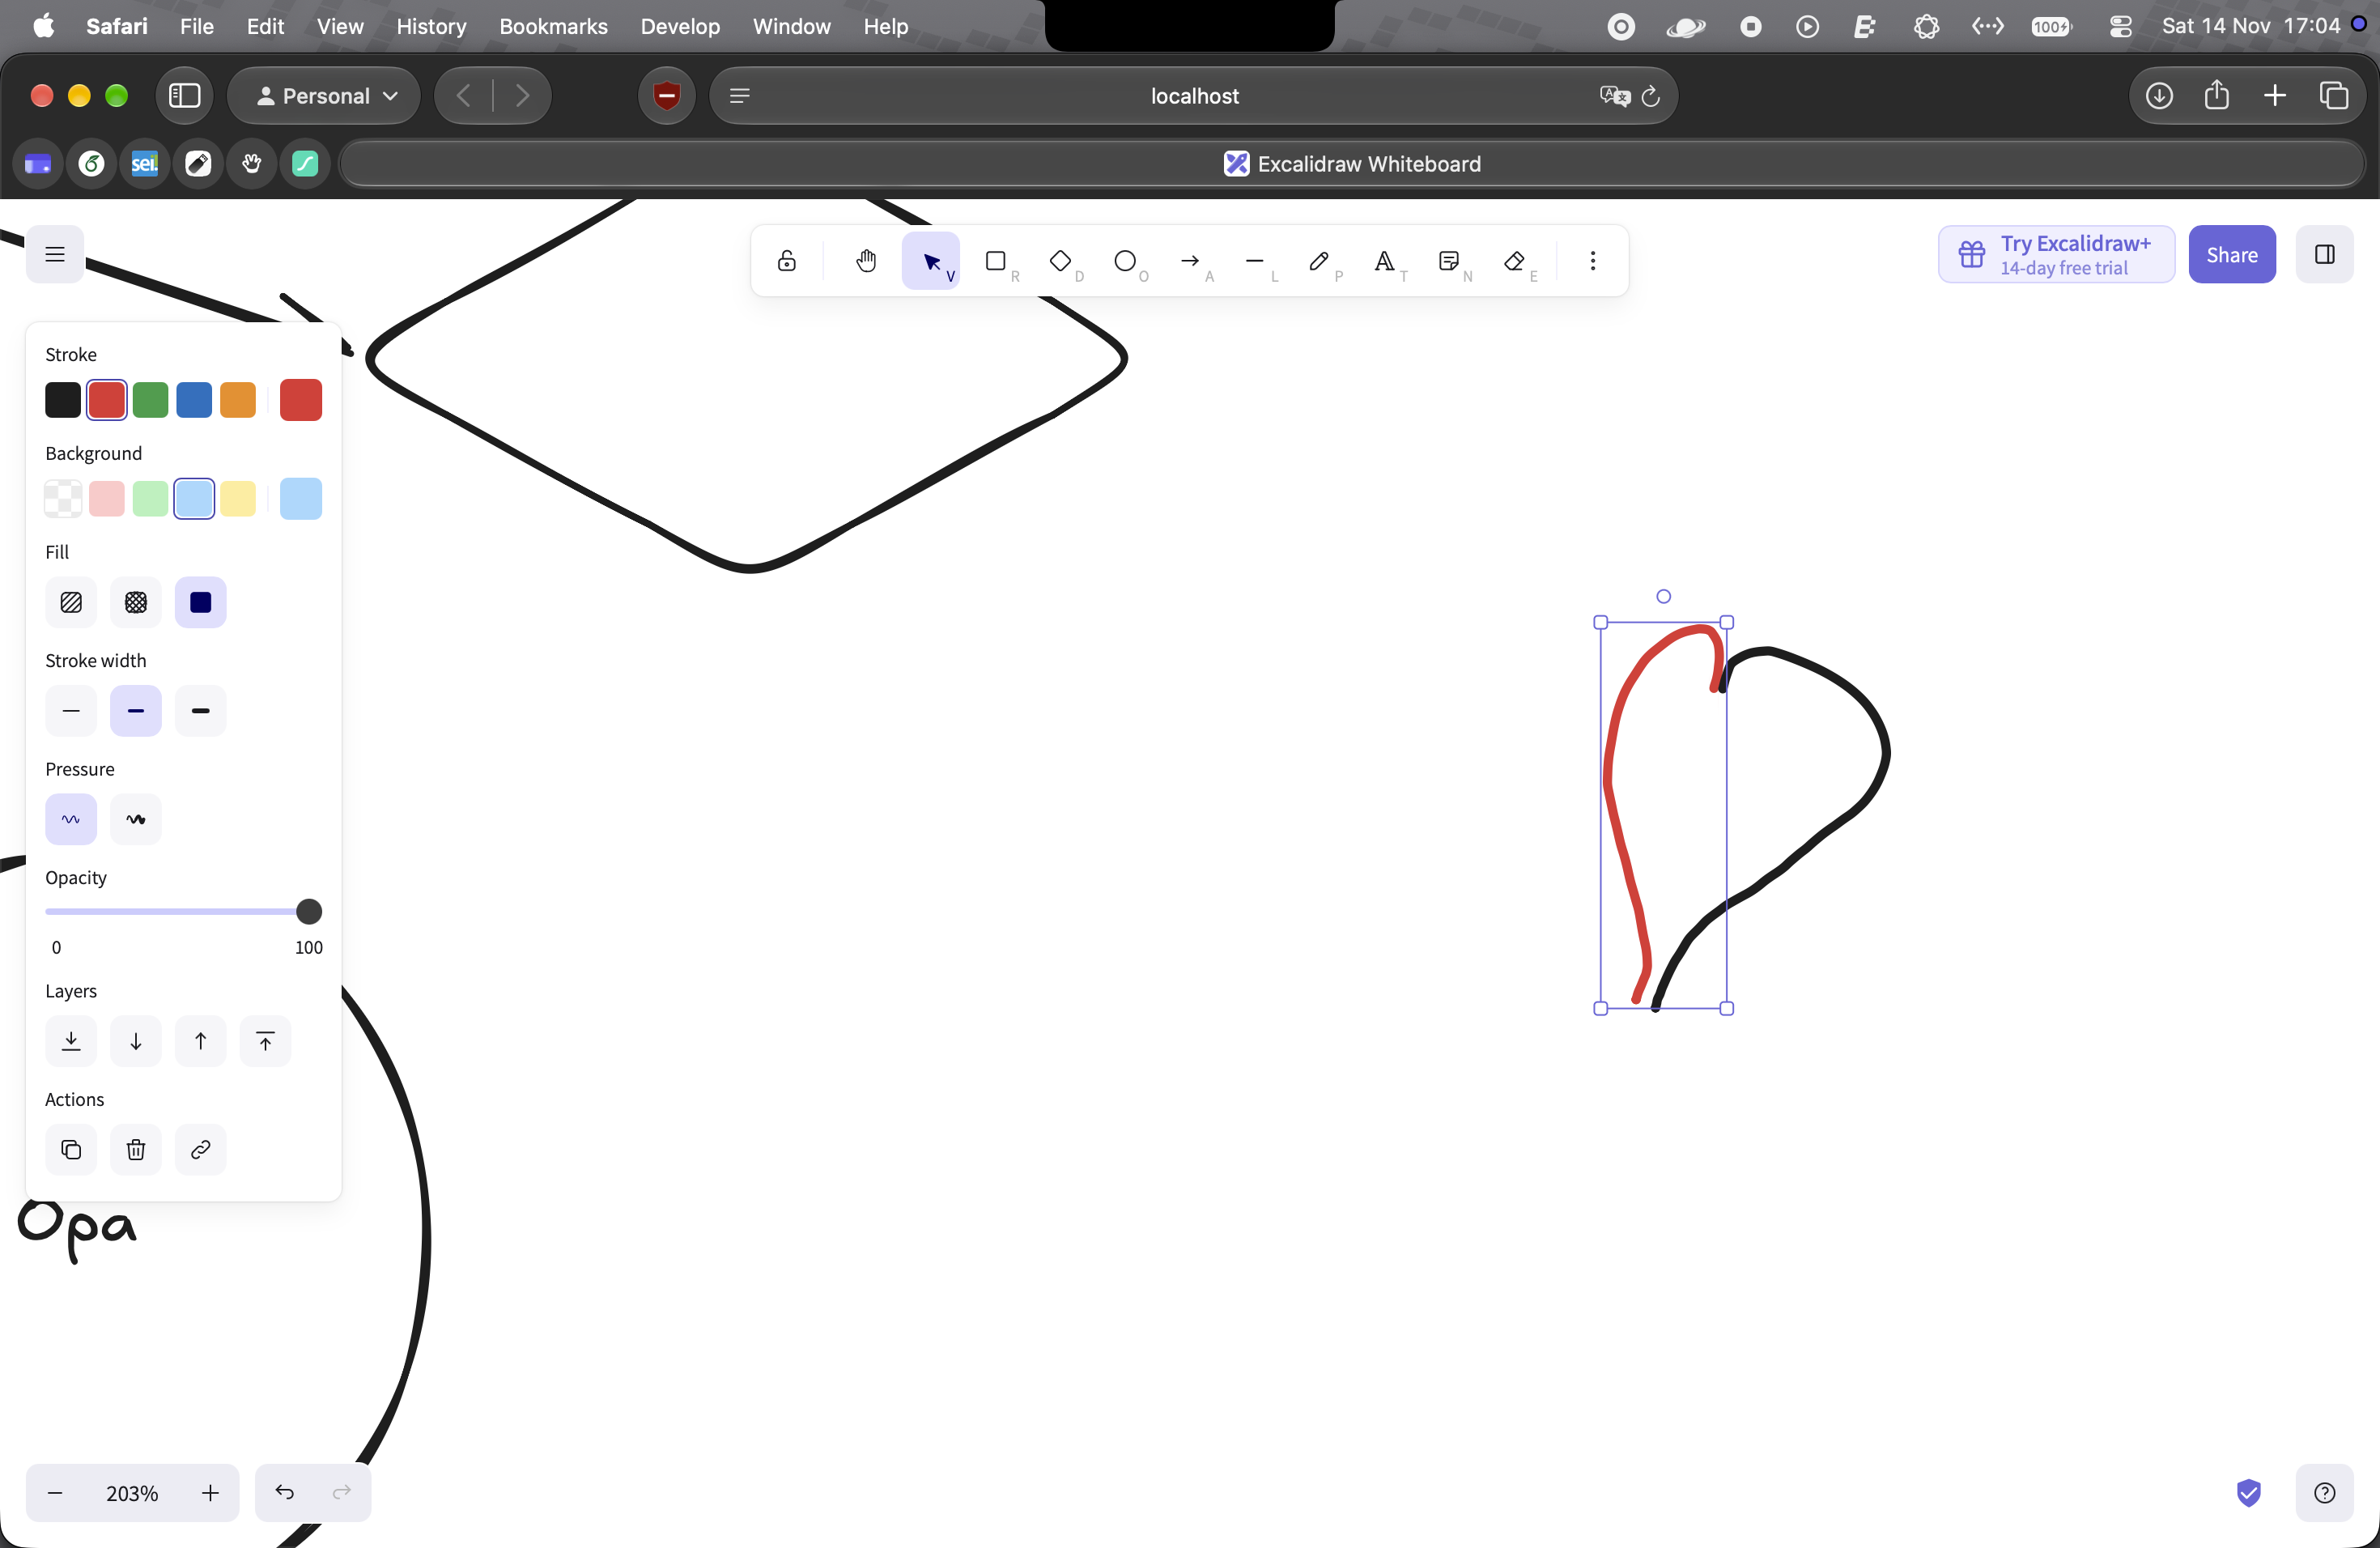 Safari File Edit View History Bookmarks Develop Window Help 100 Sat 14 Nov 17:04
Personal localhost
sei. Excalidraw Whiteboard
V R D O A L P T N E
Try Excalidraw+
14-day free trial
Share
Stroke
Background
Fill
Stroke width
Pressure
Opacity
0 100
Layers
Actions
Opa
203%